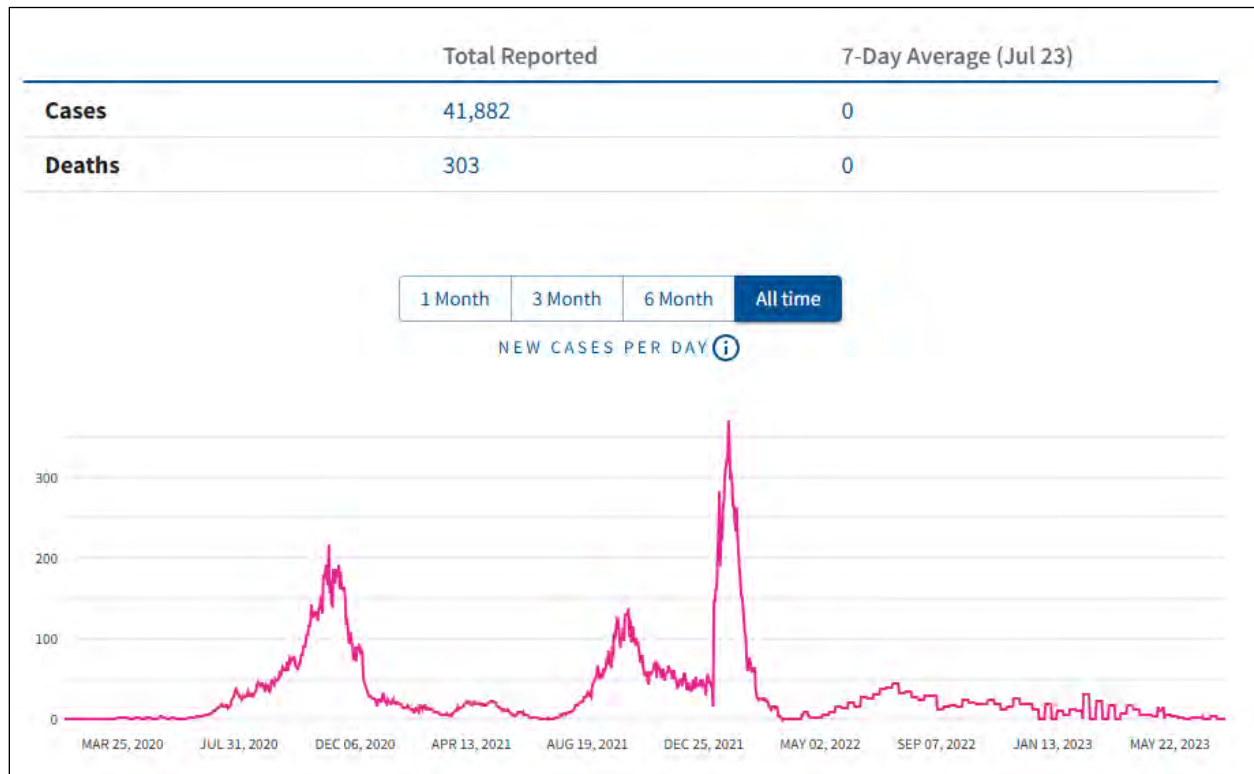 Total Reported 7-Day Average (Jul 23)
Cases 41,882 0
Deaths 303 0
1 Month 3 Month 6 Month All time
NEW CASES PER DAY
300
200
100
0
MAR 25, 2020 JUL 31, 2020 DEC 06, 2020 APR 13, 2021 AUG 19, 2021 DEC 25, 2021 MAY 02, 2022 SEP 07, 2022 JAN 13, 2023 MAY 22, 2023